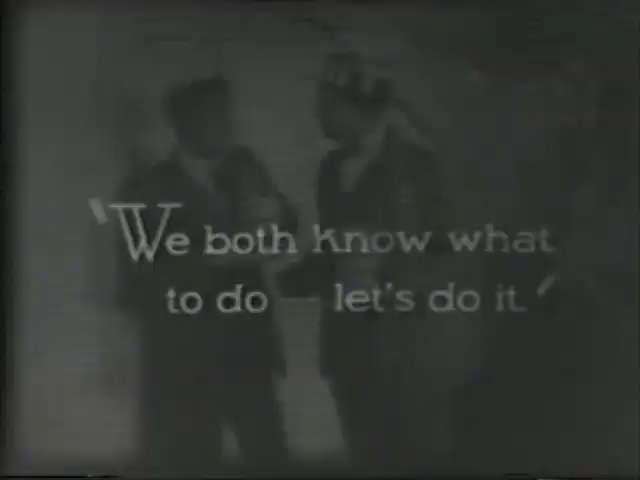 "We both know what
to do — let's do it."